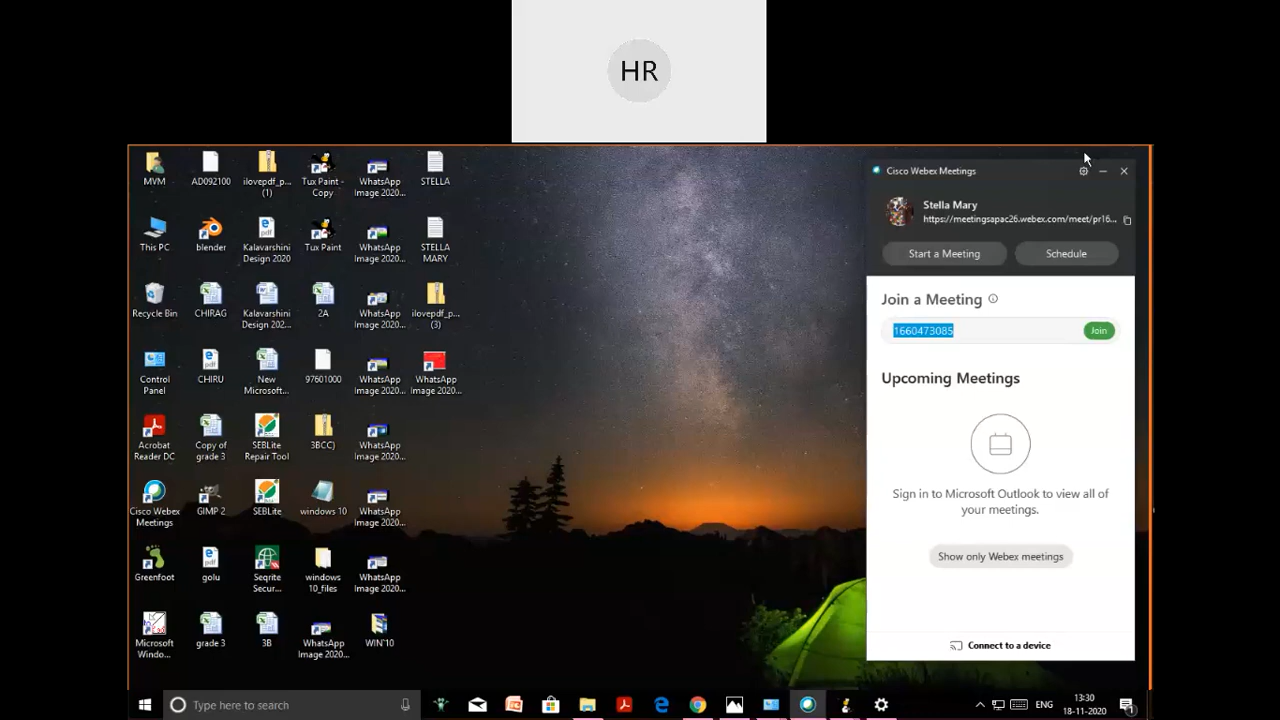 HR
MVM
AD092100
ilovepdf_p...
(1)
Tux Paint -
Copy
WhatsApp
Image 2020...
STELLA
This PC
blender
Kalavarshini
Design 2020
Tux Paint
WhatsApp
Image 2020...
STELLA
MARY
Recycle Bin
CHIRAG
Kalavarshini
Design 202...
2A
WhatsApp
Image 2020...
ilovepdf_p...
(3)
Control
Panel
CHIRU
New
Microsoft...
97601000
WhatsApp
Image 2020...
WhatsApp
Image 2020...
Acrobat
Reader DC
Copy of
grade 3
SEBLite
Repair Tool
3BCC)
WhatsApp
Image 2020...
Cisco Webex
Meetings
GIMP 2
SEBLite
windows 10
WhatsApp
Image 2020...
Greenfoot
golu
Seqrite
Secur...
windows
10_files
WhatsApp
Image 2020...
Microsoft
Windo...
grade 3
3B
WhatsApp
Image 2020...
WIN`10
Cisco Webex Meetings
Stella Mary
https://meetingsapac26.webex.com/meet/pr16...
Start a Meeting
Schedule
Join a Meeting
1660473085
Join
Upcoming Meetings
Sign in to Microsoft Outlook to view all of
your meetings.
Show only Webex meetings
Connect to a device
Type here to search
ENG
13:30
18-11-2020